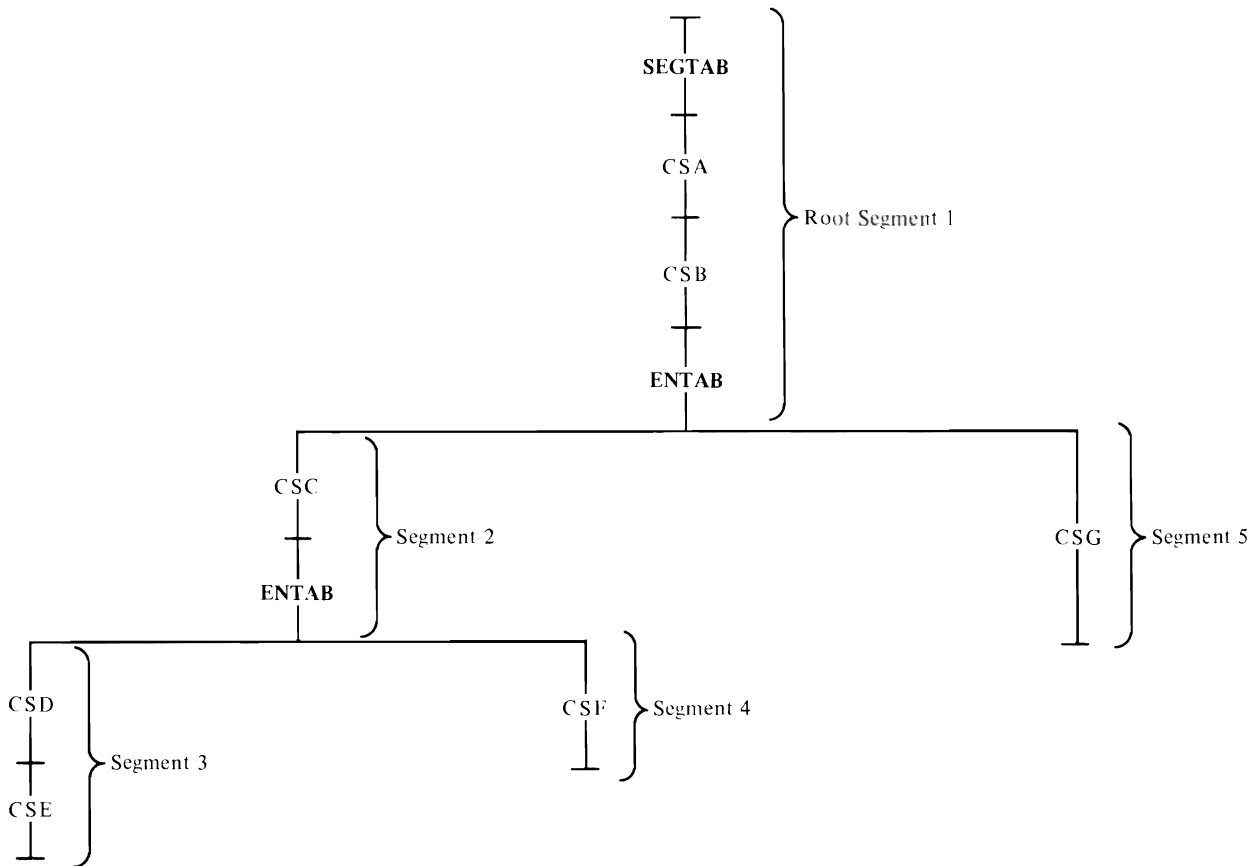 SEGTAB
CSA
Root Segment 1
CSB
ENTAB
CSC
Segment 2
CSG
Segment 5
ENTAB
CSD
CSF
Segment 4
Segment 3
CSE